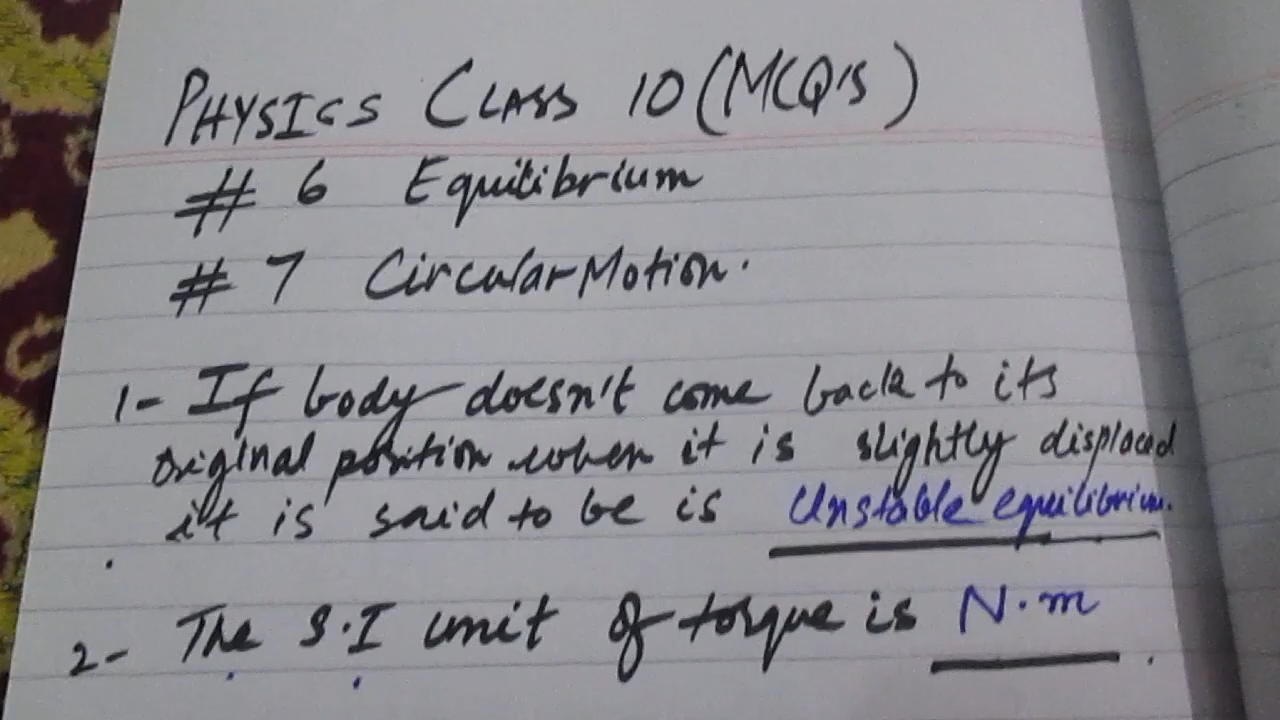 PHYSICS CLASS 10 (MCQ'S)
# 6 Equilibrium
# 7 Circular Motion.
1- If body doesn't come back to its
original position when it is slightly displaced
it is said to be is Unstable equilibrium.
2- The S.I unit of torque is N.m.